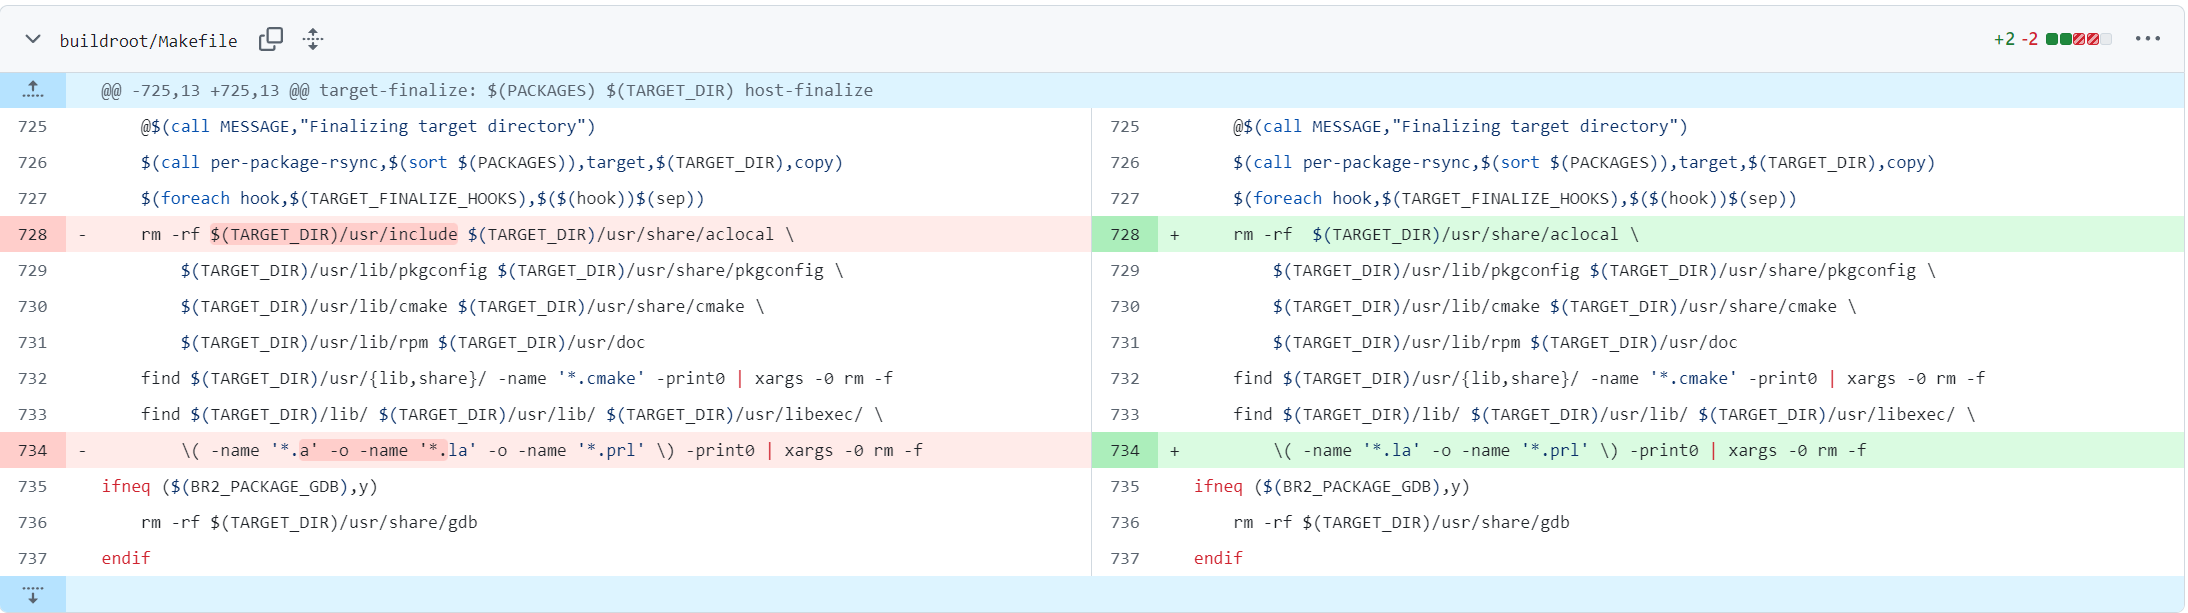 buildroot/Makefile +2 -2
@@ -725,13 +725,13 @@ target-finalize: $(PACKAGES) $(TARGET_DIR) host-finalize
725 @$(call MESSAGE,"Finalizing target directory")
726 $(call per-package-rsync,$(sort $(PACKAGES)),target,$(TARGET_DIR),copy)
727 $(foreach hook,$(TARGET_FINALIZE_HOOKS),$($(hook))$(sep))
728 - rm -rf $(TARGET_DIR)/usr/include $(TARGET_DIR)/usr/share/aclocal \
729 $(TARGET_DIR)/usr/lib/pkgconfig $(TARGET_DIR)/usr/share/pkgconfig \
730 $(TARGET_DIR)/usr/lib/cmake $(TARGET_DIR)/usr/share/cmake \
731 $(TARGET_DIR)/usr/lib/rpm $(TARGET_DIR)/usr/doc
732 find $(TARGET_DIR)/usr/{lib,share}/ -name '*.cmake' -print0 | xargs -0 rm -f
733 find $(TARGET_DIR)/lib/ $(TARGET_DIR)/usr/lib/ $(TARGET_DIR)/usr/libexec/ \
734 - \( -name '*.a' -o -name '*.la' -o -name '*.prl' \) -print0 | xargs -0 rm -f
735 ifneq ($(BR2_PACKAGE_GDB),y)
736 rm -rf $(TARGET_DIR)/usr/share/gdb
737 endif
725 @$(call MESSAGE,"Finalizing target directory")
726 $(call per-package-rsync,$(sort $(PACKAGES)),target,$(TARGET_DIR),copy)
727 $(foreach hook,$(TARGET_FINALIZE_HOOKS),$($(hook))$(sep))
728 + rm -rf  $(TARGET_DIR)/usr/share/aclocal \
729 $(TARGET_DIR)/usr/lib/pkgconfig $(TARGET_DIR)/usr/share/pkgconfig \
730 $(TARGET_DIR)/usr/lib/cmake $(TARGET_DIR)/usr/share/cmake \
731 $(TARGET_DIR)/usr/lib/rpm $(TARGET_DIR)/usr/doc
732 find $(TARGET_DIR)/usr/{lib,share}/ -name '*.cmake' -print0 | xargs -0 rm -f
733 find $(TARGET_DIR)/lib/ $(TARGET_DIR)/usr/lib/ $(TARGET_DIR)/usr/libexec/ \
734 + \( -name '*.la' -o -name '*.prl' \) -print0 | xargs -0 rm -f
735 ifneq ($(BR2_PACKAGE_GDB),y)
736 rm -rf $(TARGET_DIR)/usr/share/gdb
737 endif